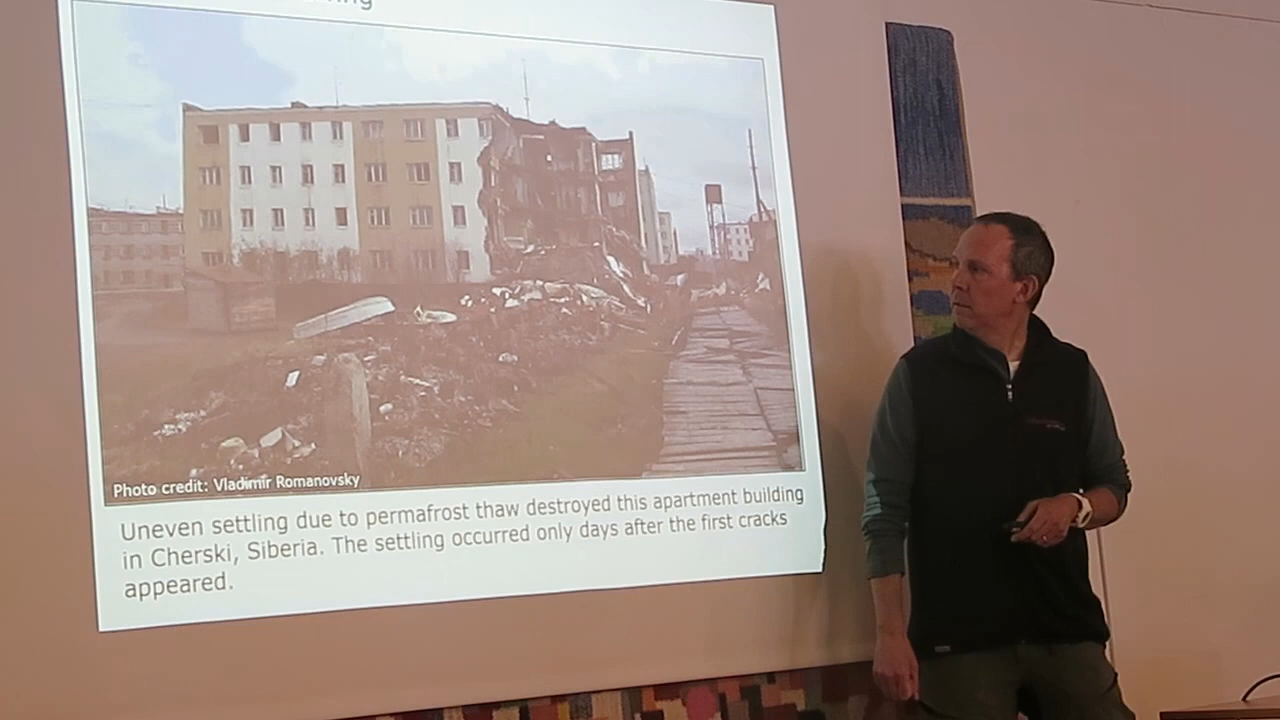 Photo credit: Vladimir Romanovsky
Uneven settling due to permafrost thaw destroyed this apartment building
in Cherski, Siberia. The settling occurred only days after the first cracks
appeared.